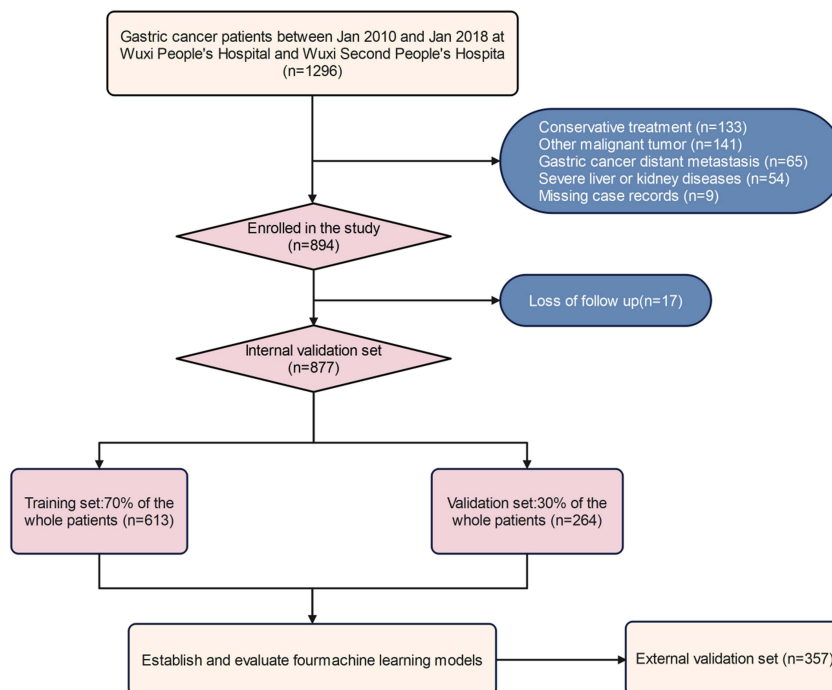 Gastric cancer patients between Jan 2010 and Jan 2018 at
Wuxi People's Hospital and Wuxi Second People's Hospita
(n=1296)
Conservative treatment (n=133)
Other malignant tumor (n=141)
Gastric cancer distant metastasis (n=65)
Severe liver or kidney diseases (n=54)
Missing case records (n=9)
Enrolled in the study
(n=894)
Loss of follow up(n=17)
Internal validation set
(n=877)
Training set:70% of the
whole patients (n=613)
Validation set:30% of the
whole patients (n=264)
Establish and evaluate fourmachine learning models
External validation set (n=357)